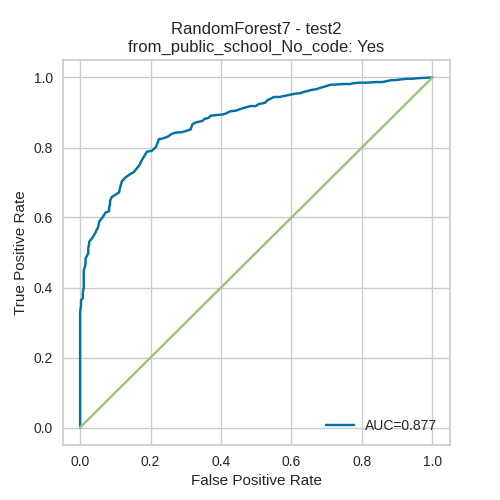 RandomForest7 - test2
from_public_school_No_code: Yes
1.0
0.8
0.6
0.4
0.2
0.0
True Positive Rate
AUC=0.877
0.0 0.2 0.4 0.6 0.8 1.0
False Positive Rate